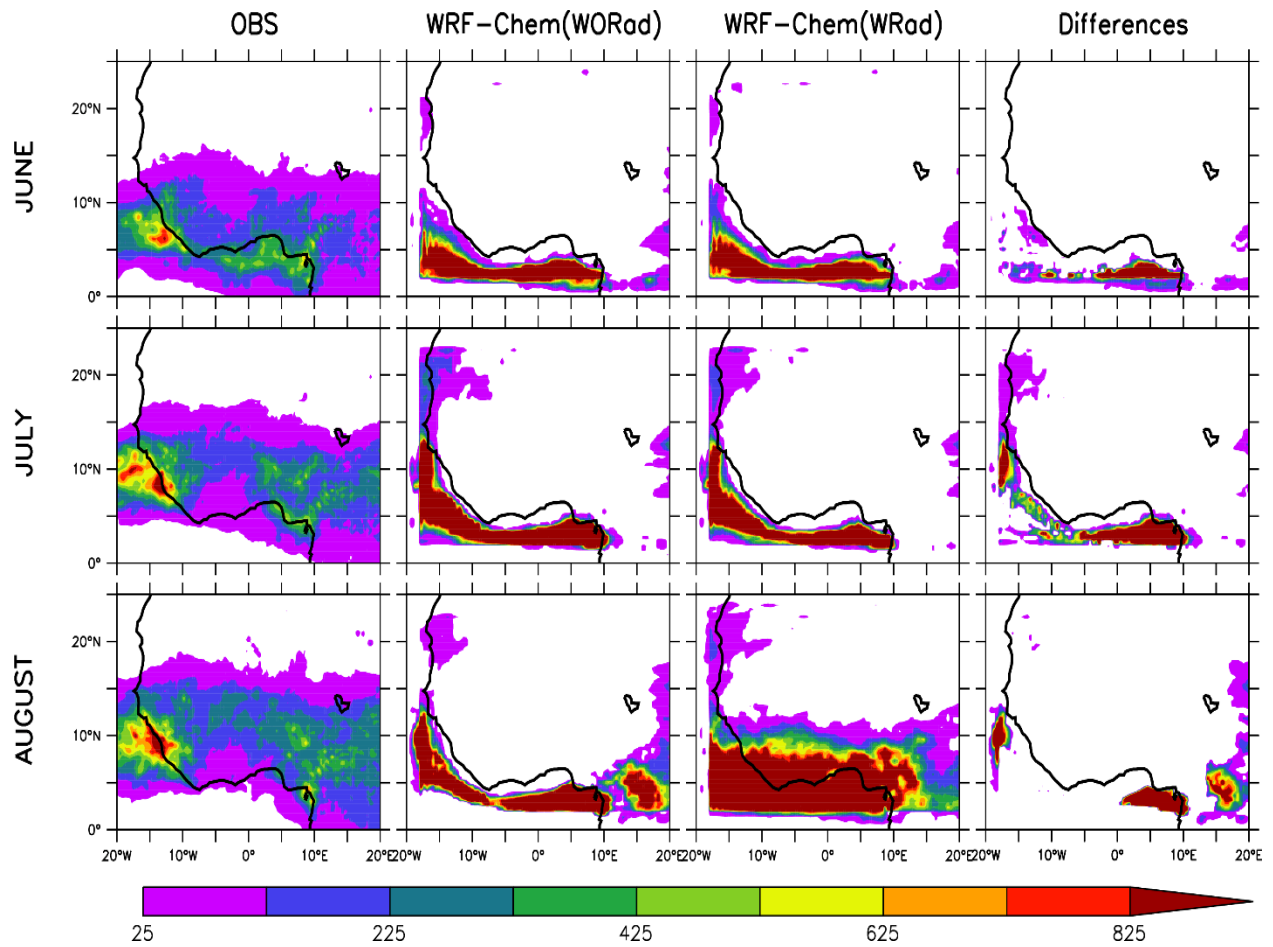 OBS WRF-Chem(WORad) WRF-Chem(WRad) Differences
JUNE
20°N
10°N
0°
JULY
20°N
10°N
0°
AUGUST
20°N
10°N
0°
20°W 10°W 0° 10°E 20°E 20°W 10°W 0° 10°E 20°E 20°W 10°W 0° 10°E 20°E 20°W 10°W 0° 10°E 20°E
25 225 425 625 825